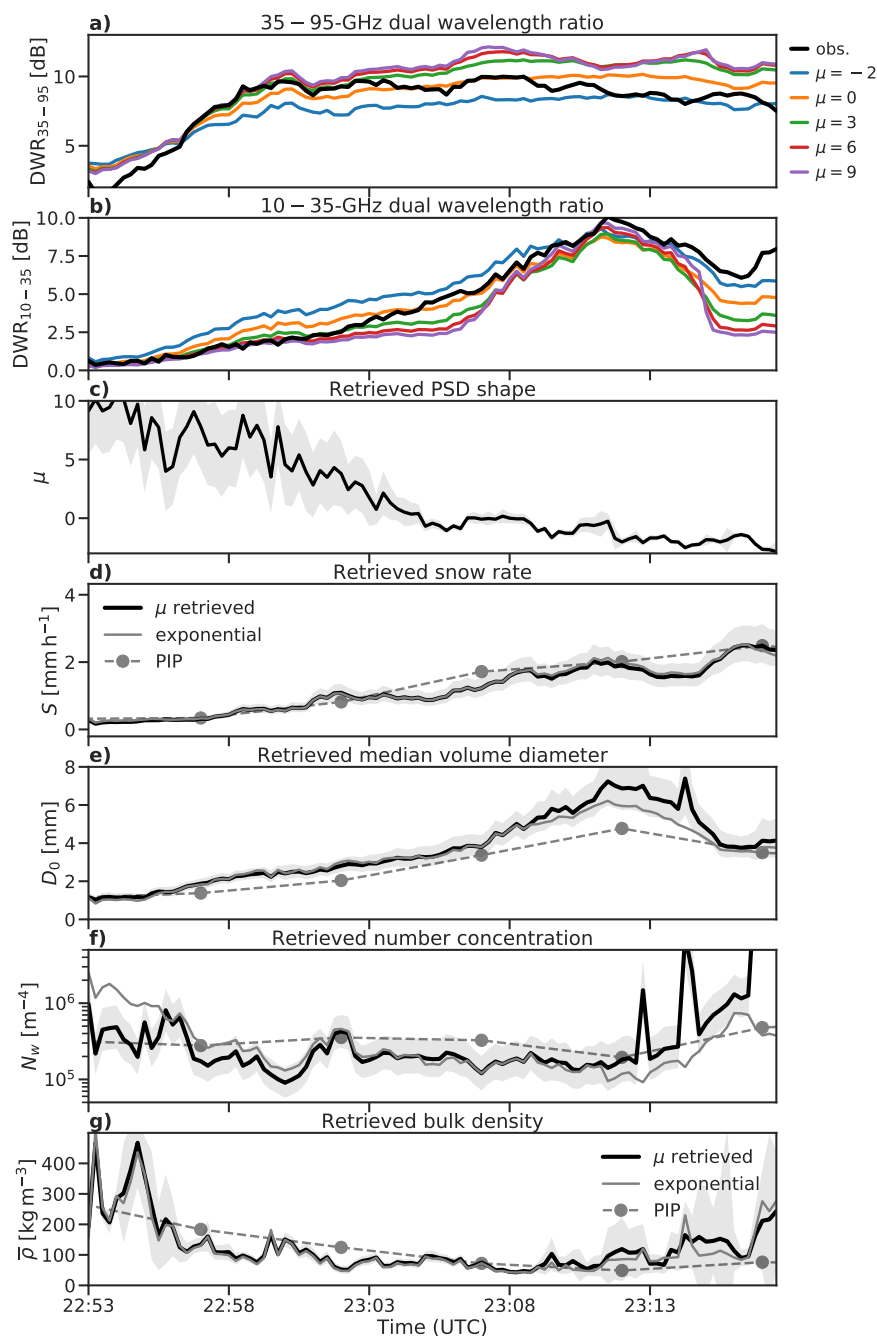 a) 35 − 95-GHz dual wavelength ratio
DWR35 − 95 [dB]
10
5
obs.
μ = −2
μ = 0
μ = 3
μ = 6
μ = 9
b) 10 − 35-GHz dual wavelength ratio
DWR10 − 35 [dB]
10.0
7.5
5.0
2.5
0.0
c) Retrieved PSD shape
μ
10
5
0
d) Retrieved snow rate
S [mm h−1]
4
2
0
μ retrieved
exponential
PIP
e) Retrieved median volume diameter
D0 [mm]
8
6
4
2
0
f) Retrieved number concentration
Nw [m−4]
10^6
10^5
g) Retrieved bulk density
ρ̅ [kg m−3]
400
300
200
100
0
μ retrieved
exponential
PIP
22:53 22:58 23:03 23:08 23:13
Time (UTC)